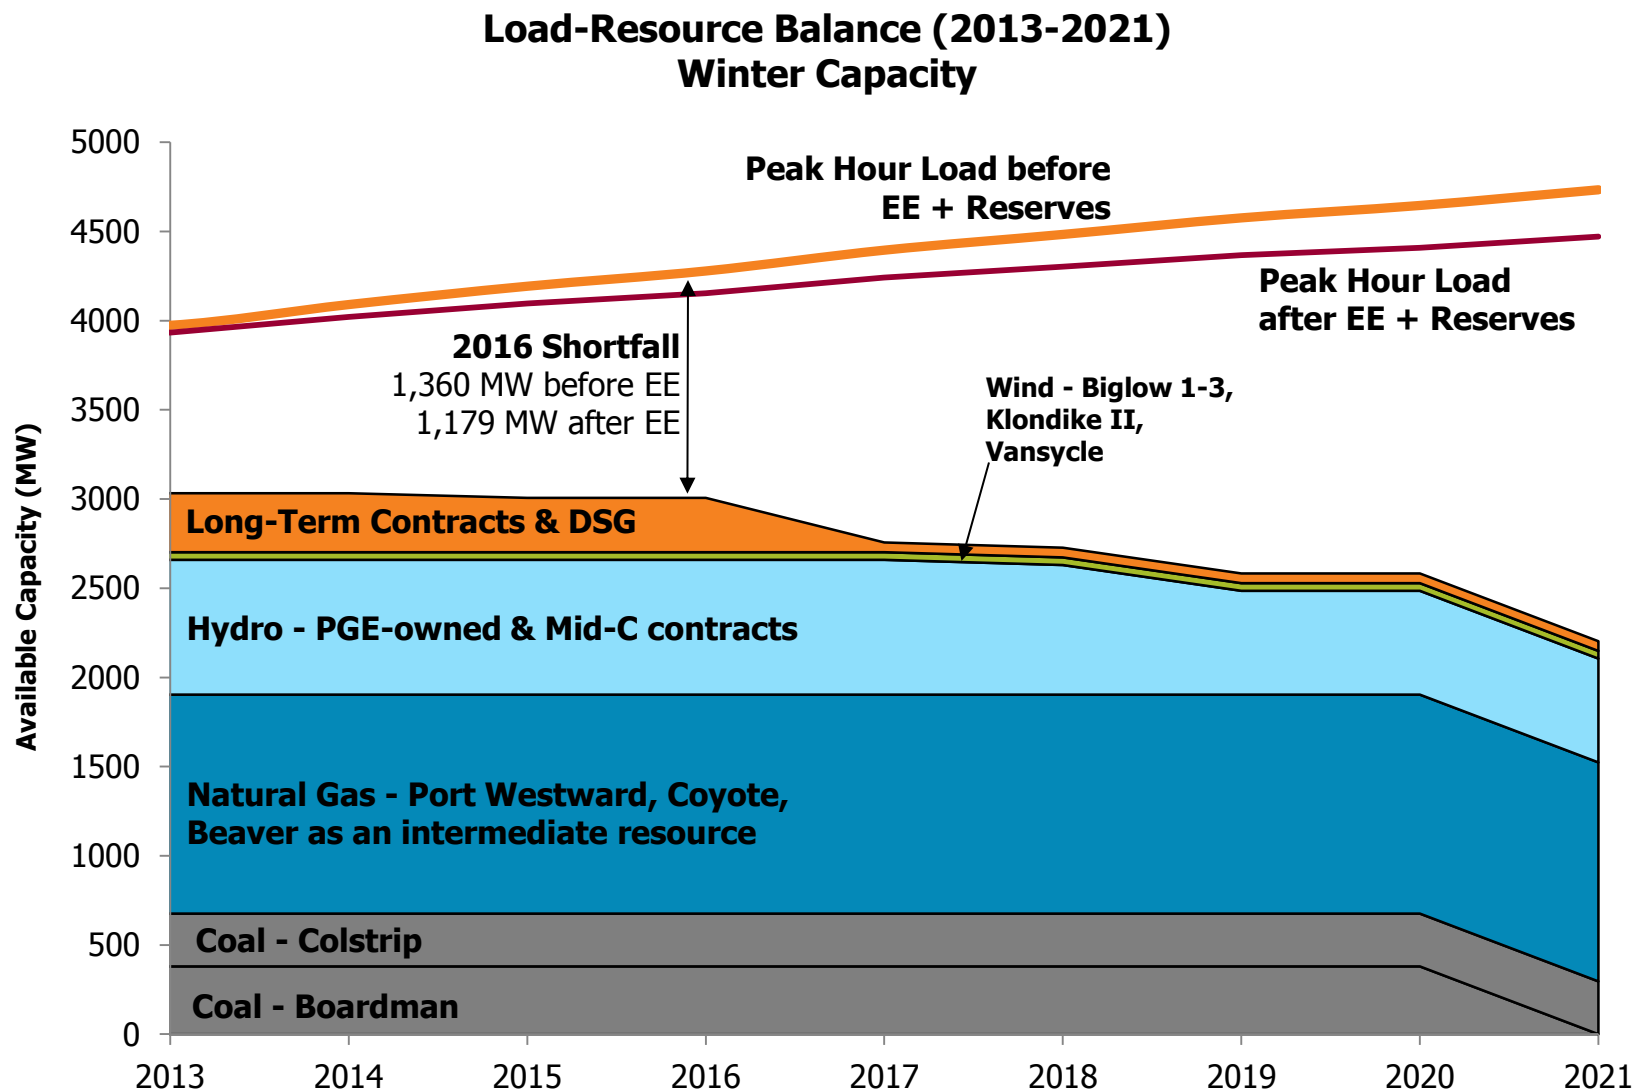 Load-Resource Balance (2013-2021)
Winter Capacity
Available Capacity (MW)
5000
4500
4000
3500
3000
2500
2000
1500
1000
500
0
Peak Hour Load before
EE + Reserves
Peak Hour Load
after EE + Reserves
2016 Shortfall
1,360 MW before EE
1,179 MW after EE
Wind - Biglow 1-3,
Klondike II,
Vansycle
Long-Term Contracts & DSG
Hydro - PGE-owned & Mid-C contracts
Natural Gas - Port Westward, Coyote,
Beaver as an intermediate resource
Coal - Colstrip
Coal - Boardman
2013 2014 2015 2016 2017 2018 2019 2020 2021